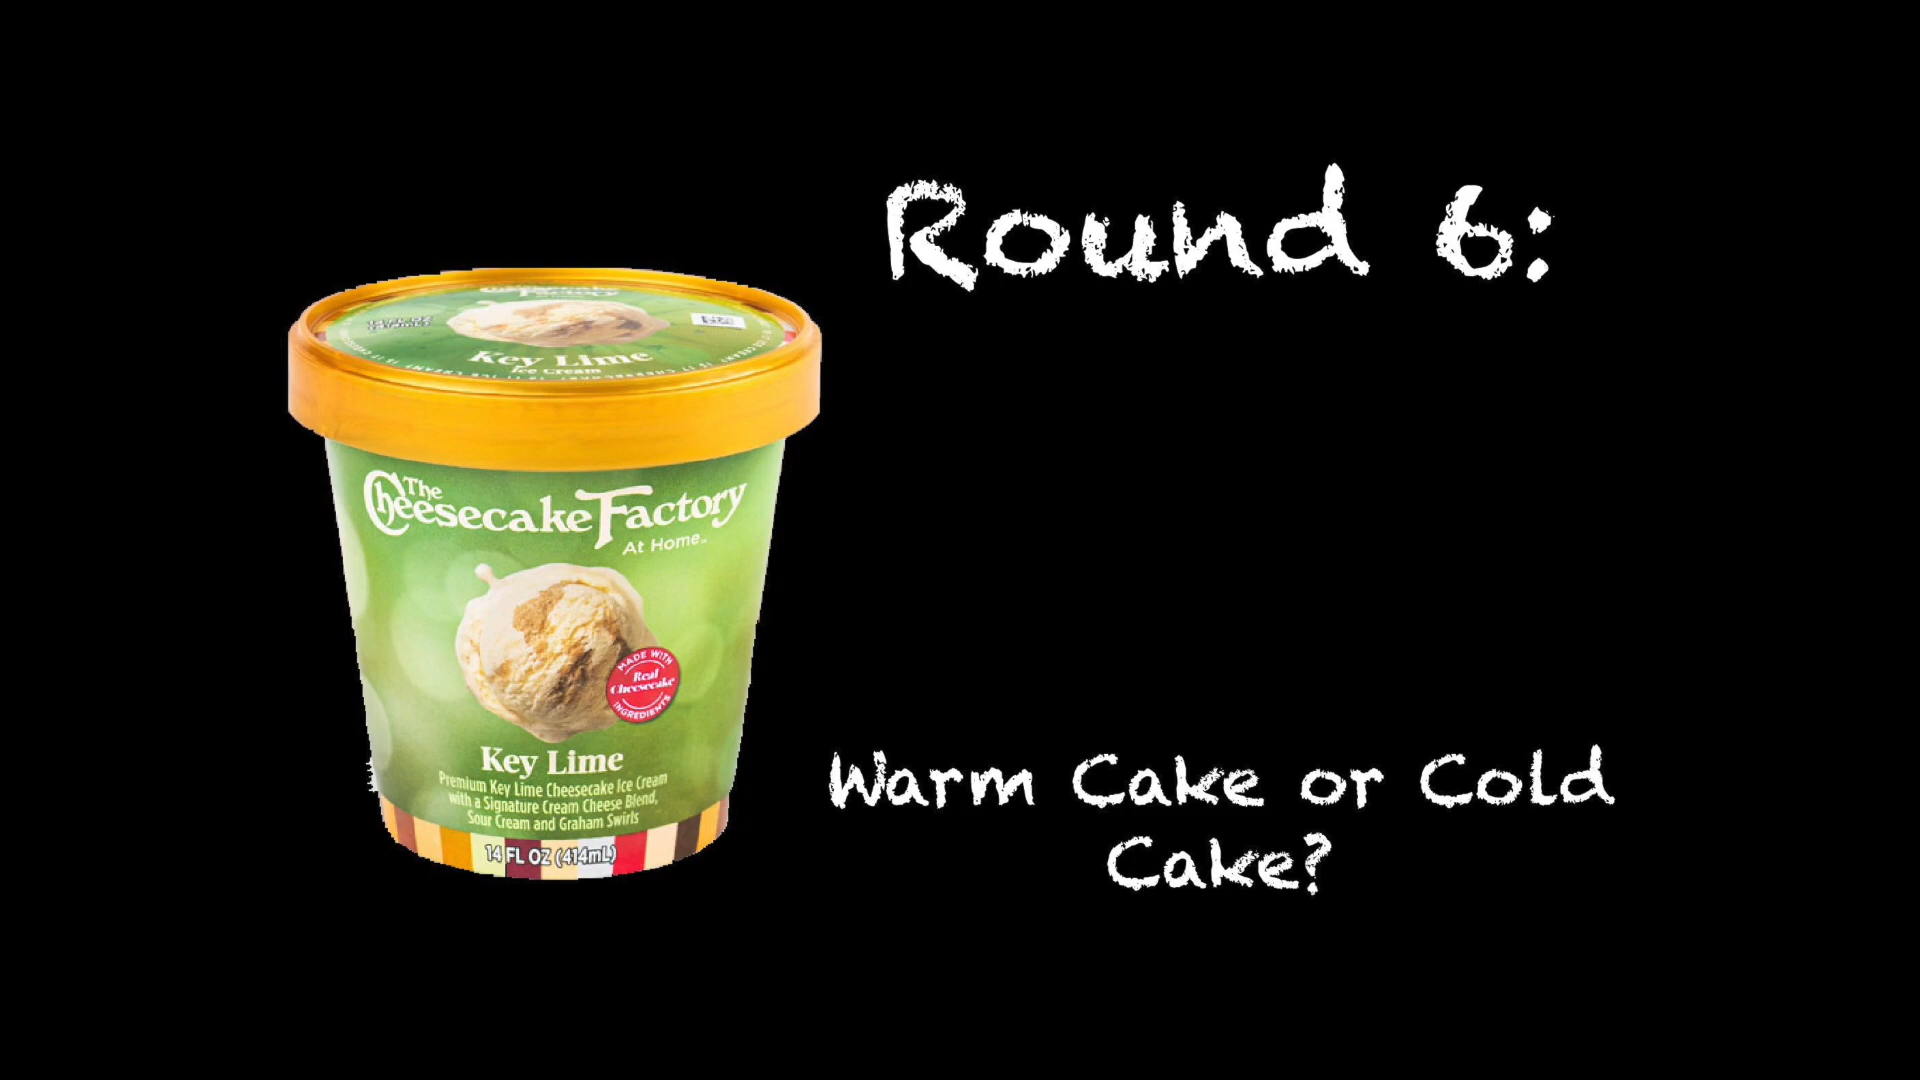 Round 6:
Key Lime
Ice Cream
The
Cheesecake Factory
At Home
MADE WITH
Real
Cheesecake
INGREDIENTS
Key Lime
Premium Key Lime Cheesecake Ice Cream
with a Signature Cream Cheese Blend,
Sour Cream and Graham Swirls
14 FL OZ (414mL)
Warm Cake or Cold
Cake?